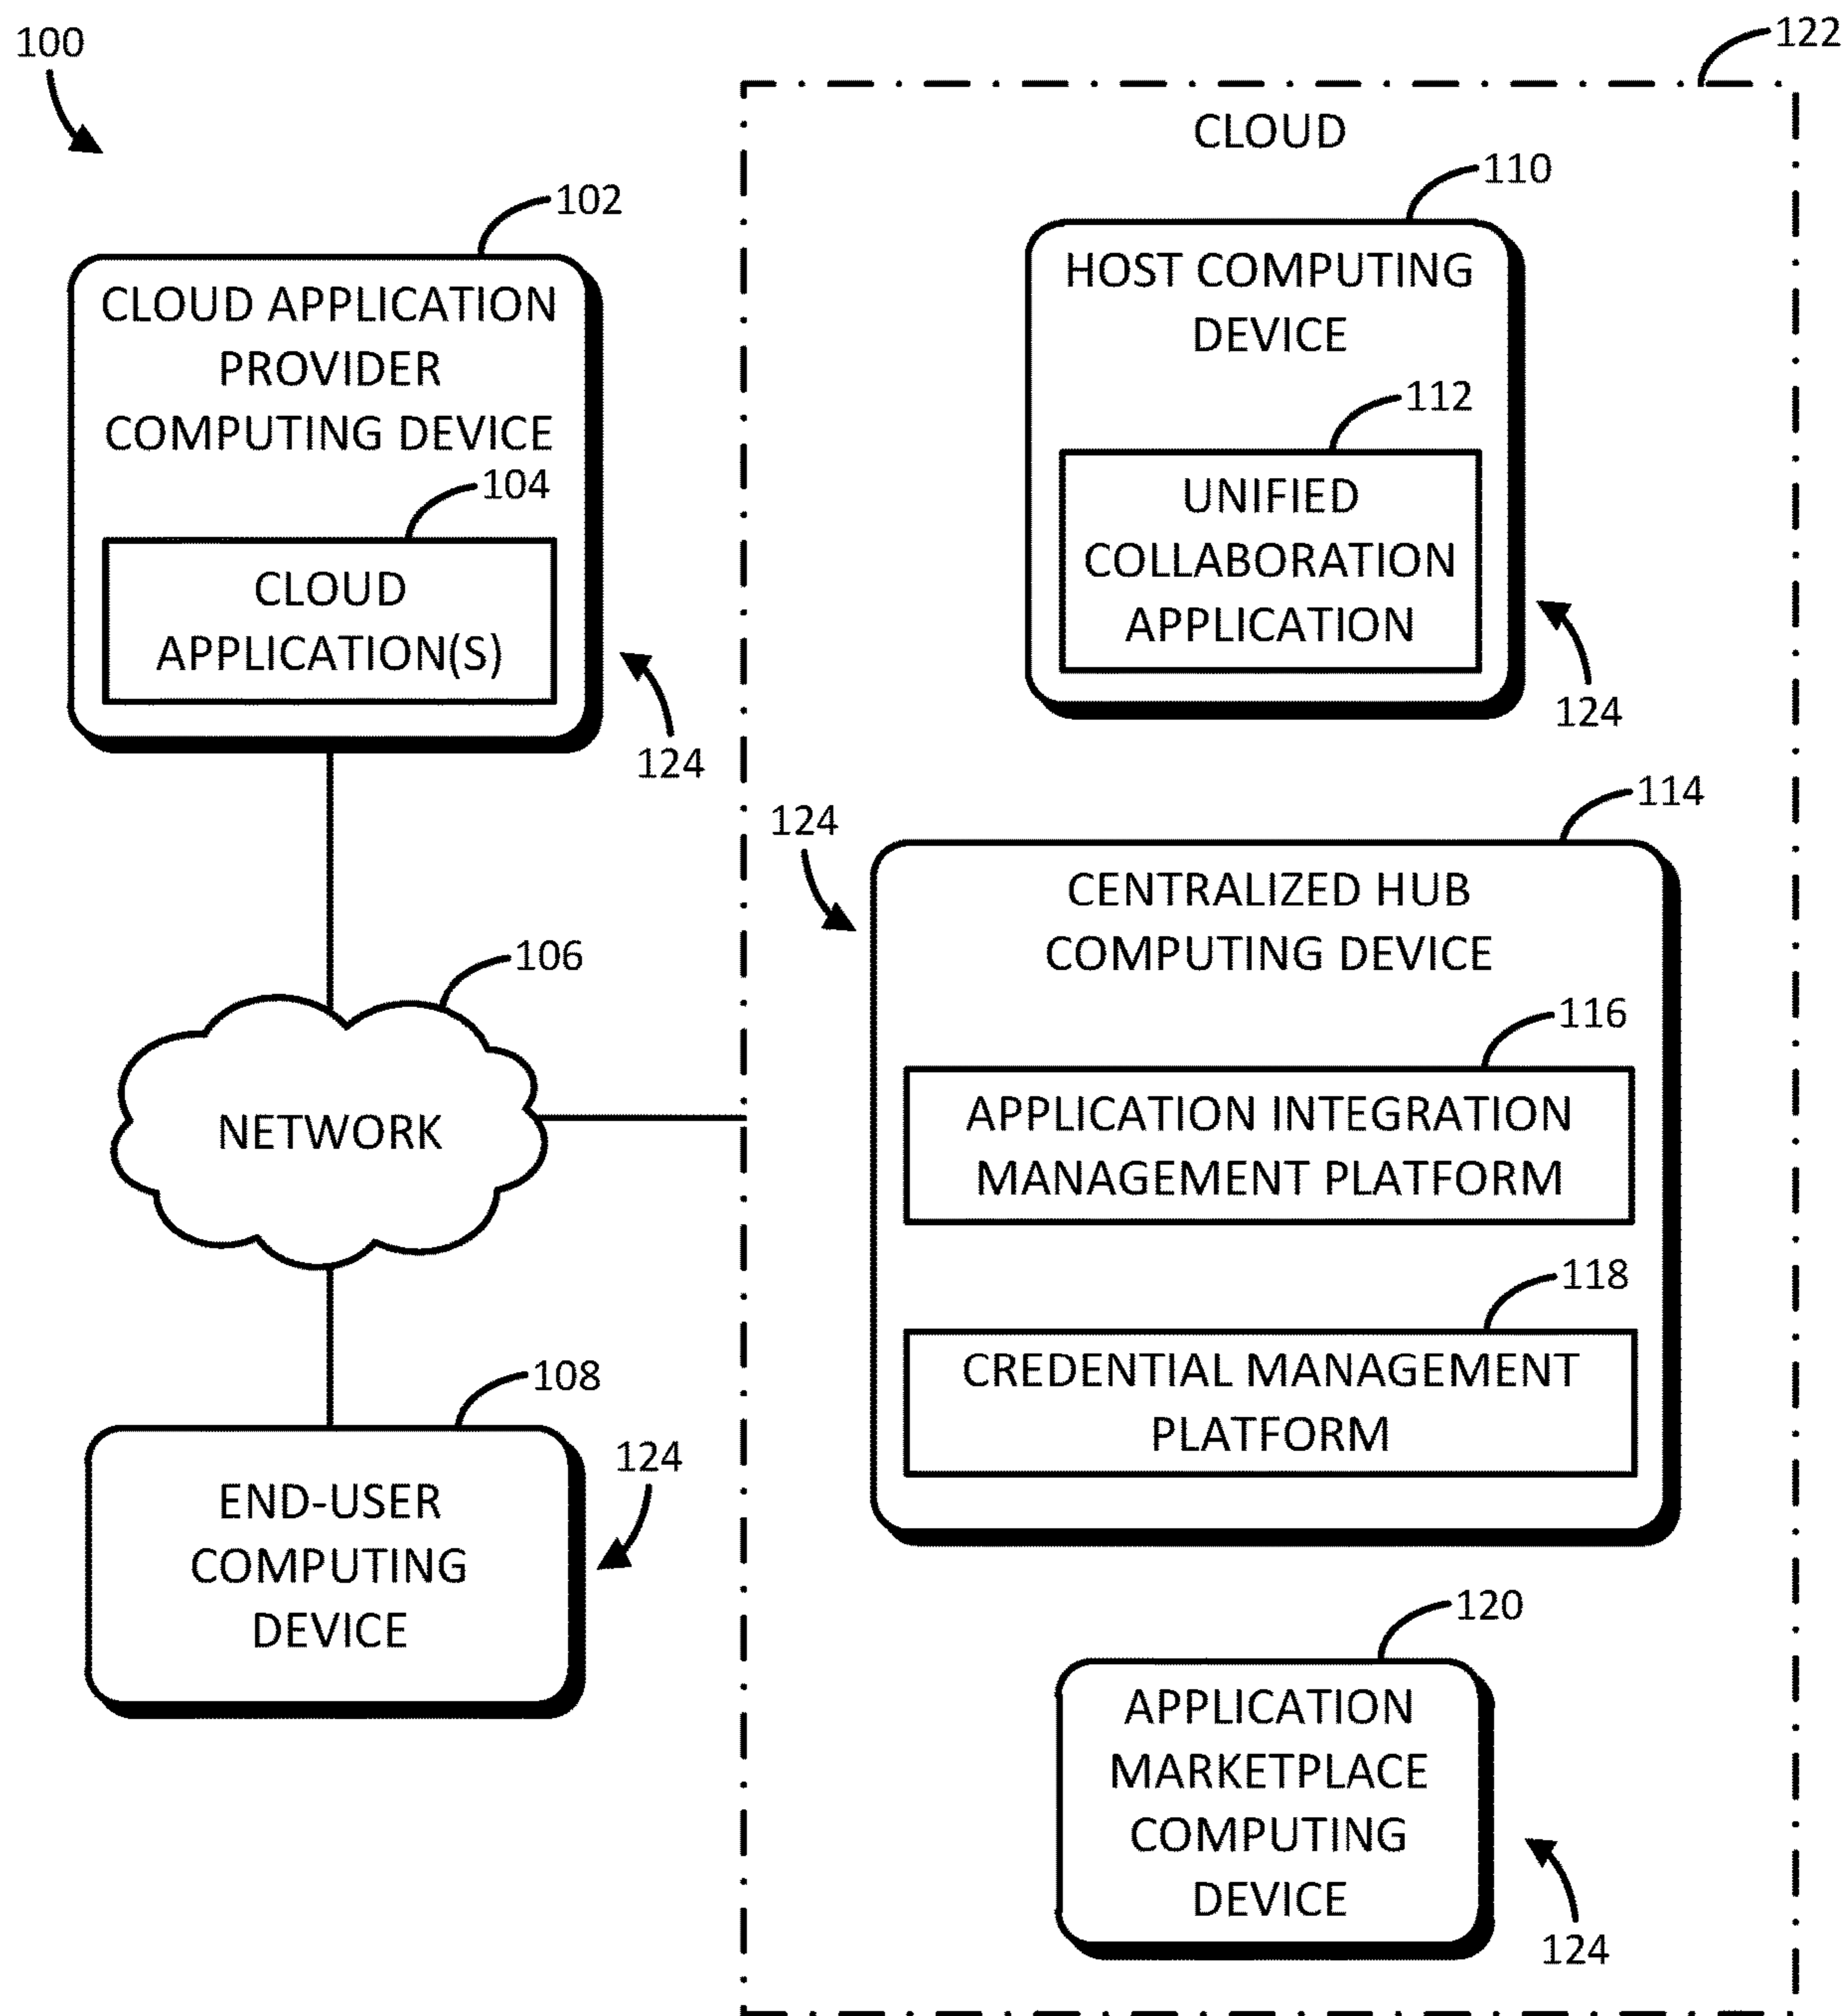 100
102
CLOUD APPLICATION
PROVIDER
COMPUTING DEVICE
104
CLOUD
APPLICATION(S)
124
106
NETWORK
108
END-USER
COMPUTING
DEVICE
124
122
CLOUD
110
HOST COMPUTING
DEVICE
112
UNIFIED
COLLABORATION
APPLICATION
124
114
124
CENTRALIZED HUB
COMPUTING DEVICE
116
APPLICATION INTEGRATION
MANAGEMENT PLATFORM
118
CREDENTIAL MANAGEMENT
PLATFORM
120
APPLICATION
MARKETPLACE
COMPUTING
DEVICE
124